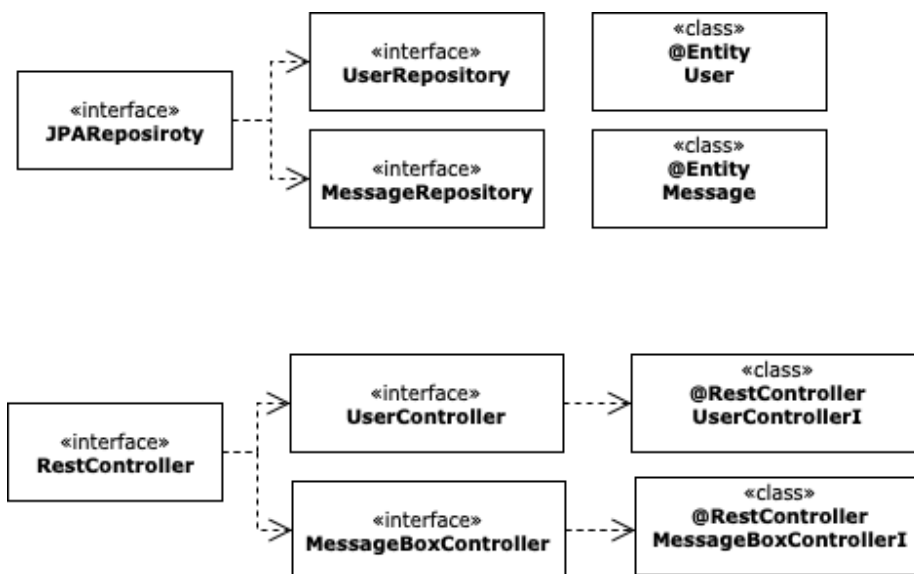 «interface»
JPAReposiroty
«interface»
UserRepository
«class»
@Entity
User
«interface»
MessageRepository
«class»
@Entity
Message
«interface»
RestController
«interface»
UserController
«class»
@RestController
UserControllerI
«interface»
MessageBoxController
«class»
@RestController
MessageBoxControllerI